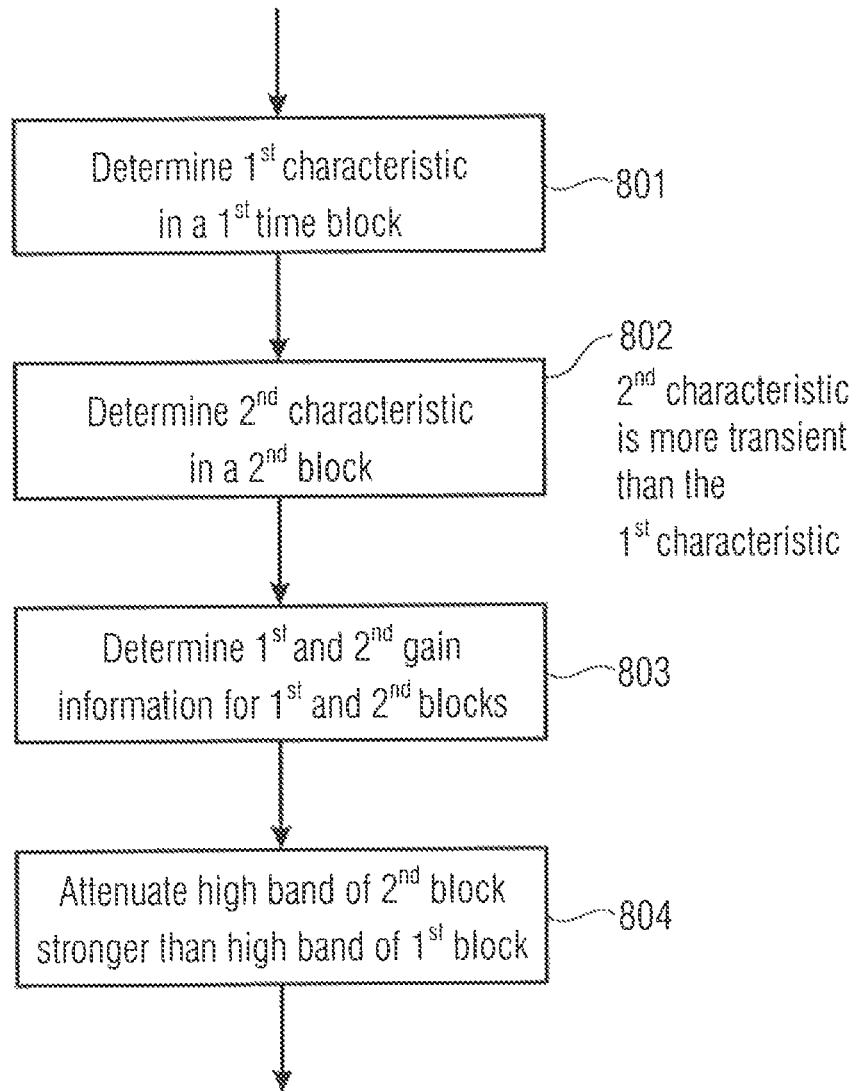 Determine 1st characteristic
in a 1st time block
801
Determine 2nd characteristic
in a 2nd block
802
2nd characteristic
is more transient
than the
1st characteristic
Determine 1st and 2nd gain
information for 1st and 2nd blocks
803
Attenuate high band of 2nd block
stronger than high band of 1st block
804